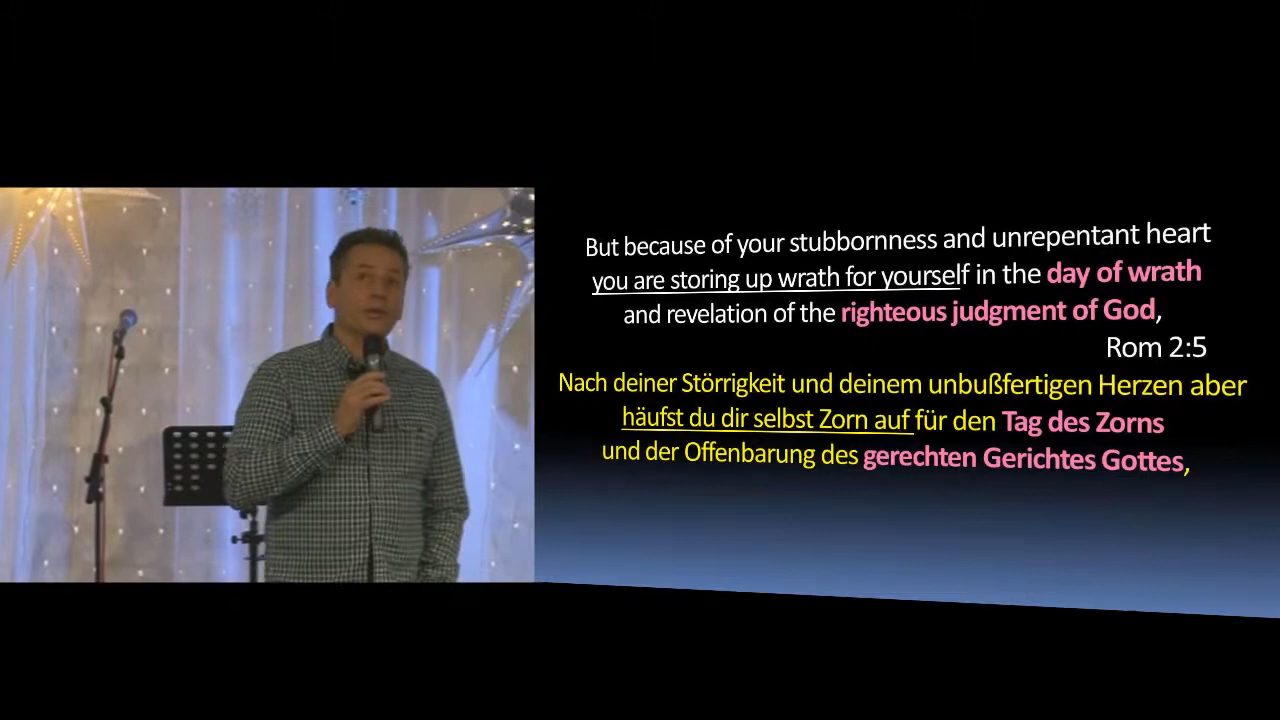 But because of your stubbornness and unrepentant heart
you are storing up wrath for yourself in the day of wrath
and revelation of the righteous judgment of God,
Rom 2:5
Nach deiner Störrigkeit und deinem unbußfertigen Herzen aber
häufst du dir selbst Zorn auf für den Tag des Zorns
und der Offenbarung des gerechten Gerichtes Gottes,